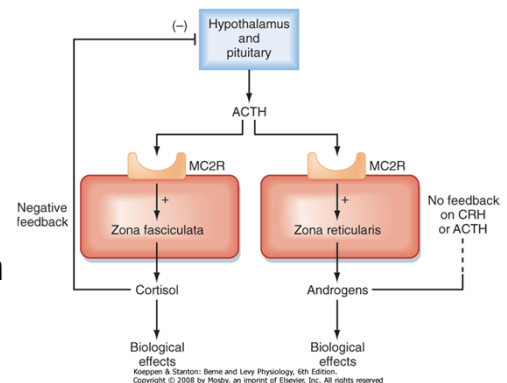 (–)
Hypothalamus
and
pituitary
ACTH
MC2R
MC2R
+
+
Zona fasciculata
Zona reticularis
Negative
feedback
No feedback
on CRH
or ACTH
Cortisol
Androgens
Biological
effects
Biological
effects
Koeppen & Stanton: Berne and Levy Physiology, 6th Edition.
Copyright © 2008 by Mosby, an imprint of Elsevier, Inc. All rights reserved